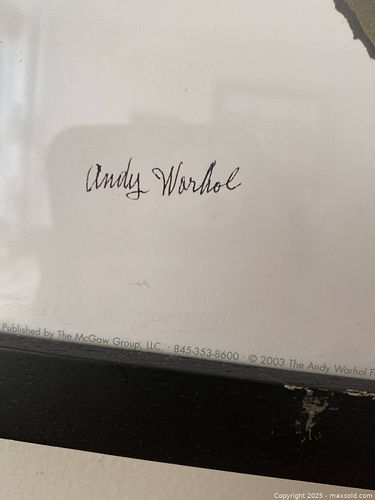 Andy Warhol
Published by The McGaw Group, LLC. · 845-353-8600 · © 2003 The Andy Warhol F
Copyright 2025 - maxsold.com